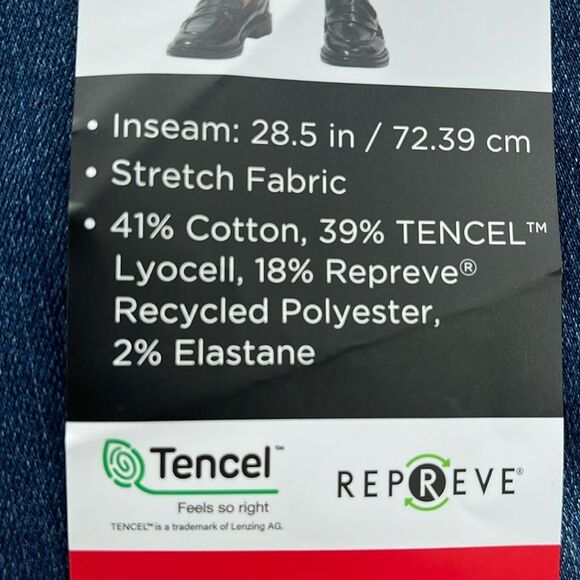 • Inseam: 28.5 in / 72.39 cm
• Stretch Fabric
• 41% Cotton, 39% TENCEL™
Lyocell, 18% Repreve®
Recycled Polyester,
2% Elastane
Tencel™
Feels so right
TENCEL™ is a trademark of Lenzing AG.
REPREVE®